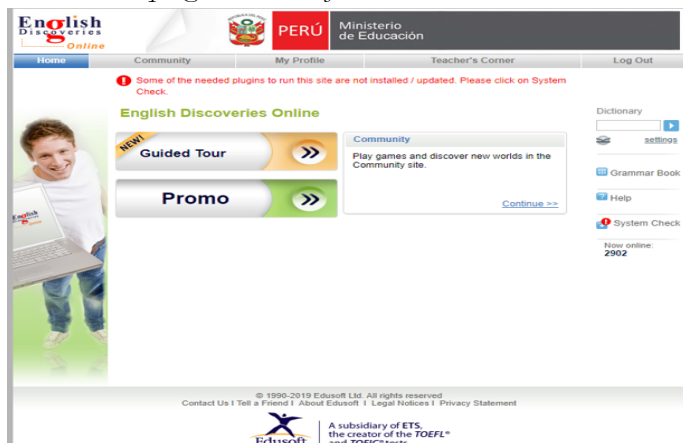 English
Discoveries
Online
PERÚ
Ministerio
de Educación
Home
Community
My Profile
Teacher's Corner
Log Out
Some of the needed plugins to run this site are not installed / updated. Please click on System
Check.
English Discoveries Online
NEW!
Guided Tour
Promo
Community
Play games and discover new worlds in the
Community site.
Continue >>
Dictionary
settings
Grammar Book
Help
System Check
Now online:
2902
© 1990-2019 Edusoft Ltd. All rights reserved
Contact Us I Tell a Friend I About Edusoft I Legal Notices I Privacy Statement
Edusoft
A subsidiary of ETS,
the creator of the TOEFL®
and TOEIC® tests